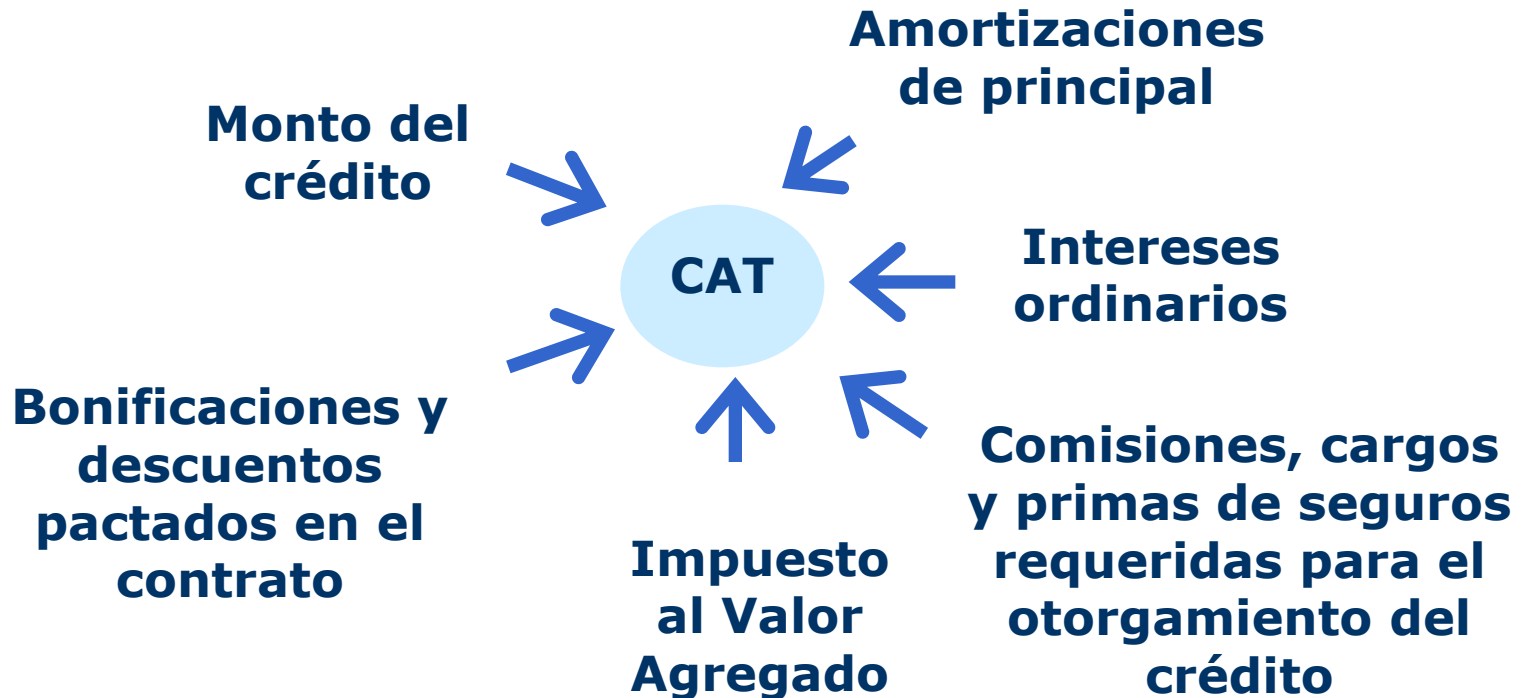 Amortizaciones
de principal
Monto del
crédito
CAT
Intereses
ordinarios
Bonificaciones y
descuentos
pactados en el
contrato
Impuesto
al Valor
Agregado
Comisiones, cargos
y primas de seguros
requeridas para el
otorgamiento del
crédito